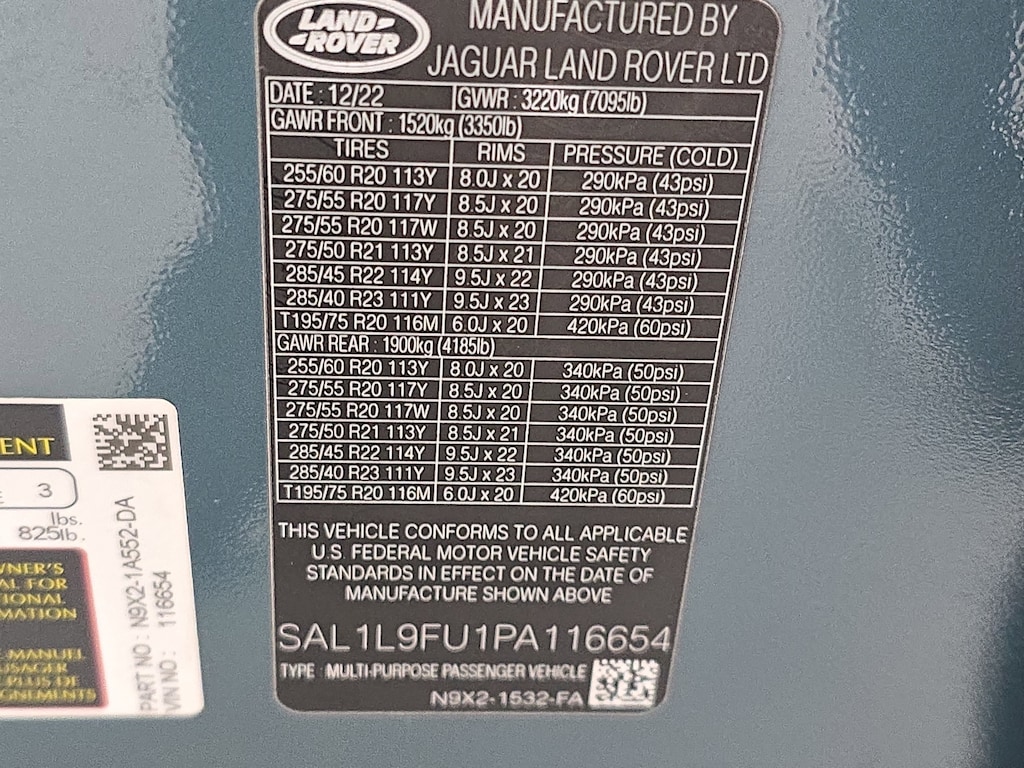 LAND-
-ROVER
MANUFACTURED BY
JAGUAR LAND ROVER LTD
DATE : 12/22 GVWR : 3220kg (7095lb)
GAWR FRONT : 1520kg (3350lb)
TIRES RIMS PRESSURE (COLD)
255/60 R20 113Y 8.0J x 20 290kPa (43psi)
275/55 R20 117Y 8.5J x 20 290kPa (43psi)
275/55 R20 117W 8.5J x 20 290kPa (43psi)
275/50 R21 113Y 8.5J x 21 290kPa (43psi)
285/45 R22 114Y 9.5J x 22 290kPa (43psi)
285/40 R23 111Y 9.5J x 23 290kPa (43psi)
T195/75 R20 116M 6.0J x 20 420kPa (60psi)
GAWR REAR : 1900kg (4185lb)
255/60 R20 113Y 8.0J x 20 340kPa (50psi)
275/55 R20 117Y 8.5J x 20 340kPa (50psi)
275/55 R20 117W 8.5J x 20 340kPa (50psi)
275/50 R21 113Y 8.5J x 21 340kPa (50psi)
285/45 R22 114Y 9.5J x 22 340kPa (50psi)
285/40 R23 111Y 9.5J x 23 340kPa (50psi)
T195/75 R20 116M 6.0J x 20 420kPa (60psi)
THIS VEHICLE CONFORMS TO ALL APPLICABLE
U.S. FEDERAL MOTOR VEHICLE SAFETY
STANDARDS IN EFFECT ON THE DATE OF
MANUFACTURE SHOWN ABOVE
SAL1L9FU1PA116654
TYPE : MULTI-PURPOSE PASSENGER VEHICLE
N9X2-1532-FA
ENT
3
lbs.
825lb.
WNER'S
AL FOR
TIONAL
MATION
MANUEL
USAGER
PLUS DE
GNEMENTS
PART NO : N9X2-1A552-DA
VIN NO : 116654